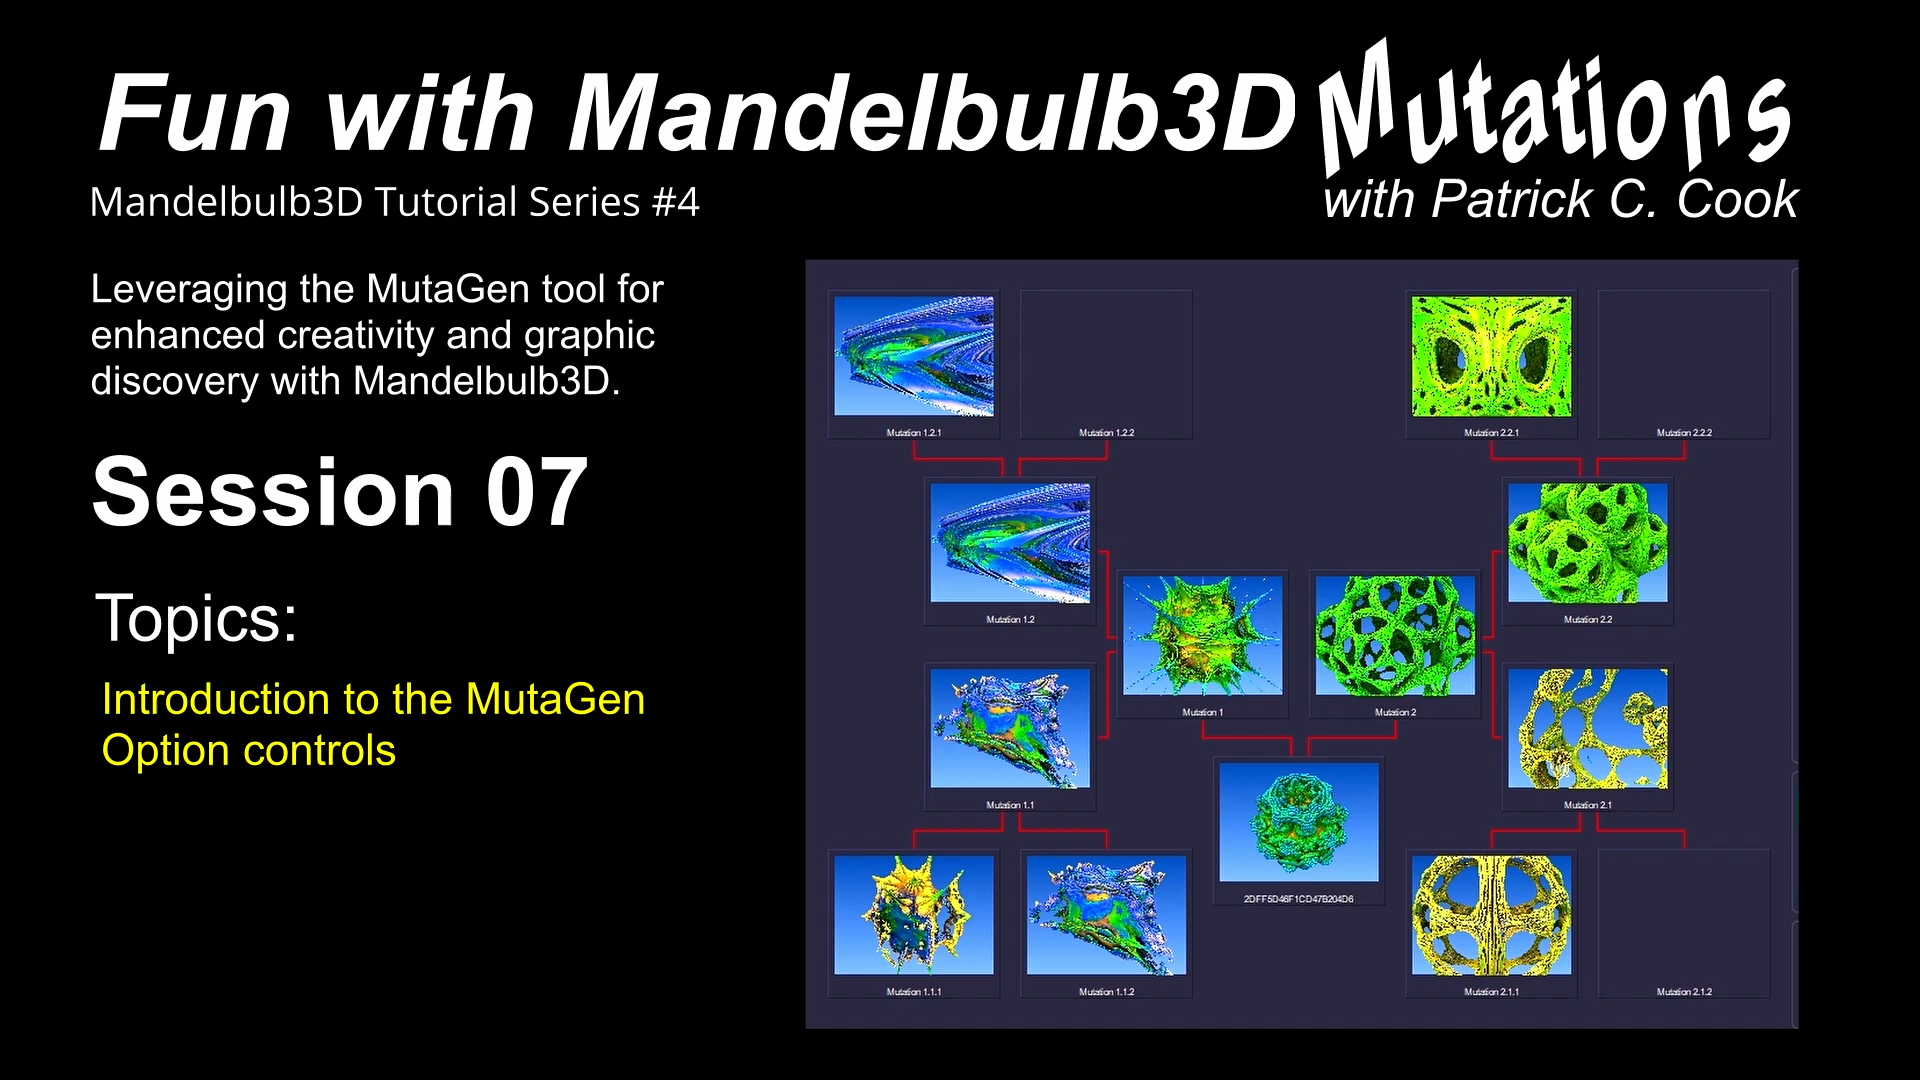 Fun with Mandelbulb3D Mutations
Mandelbulb3D Tutorial Series #4
with Patrick C. Cook
Leveraging the MutaGen tool for
enhanced creativity and graphic
discovery with Mandelbulb3D.
Session 07
Topics:
Introduction to the MutaGen
Option controls
Mutation 1.2.1
Mutation 1.2.2
Mutation 2.2.1
Mutation 2.2.2
Mutation 1.2
Mutation 2.2
Mutation 1
Mutation 2
Mutation 1.1
Mutation 2.1
2DFF5D46F1CD47B204D6
Mutation 1.1.1
Mutation 1.1.2
Mutation 2.1.1
Mutation 2.1.2